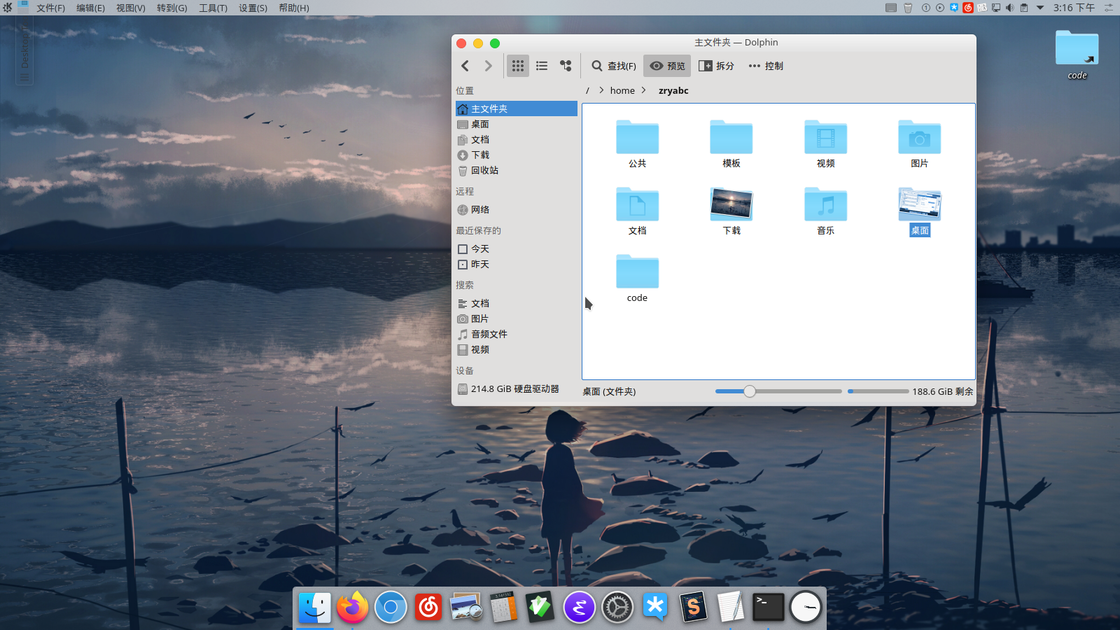 文件(F) 编辑(E) 视图(V) 转到(G) 工具(T) 设置(S) 帮助(H)
3:16 下午
主文件夹 — Dolphin
查找(F) 预览 拆分 控制
/ > home > zryabc
位置
主文件夹
桌面
文档
下载
回收站
远程
网络
最近保存的
今天
昨天
搜索
文档
图片
音频文件
视频
设备
214.8 GiB 硬盘驱动器
公共 模板 视频 图片
文档 下载 音乐 桌面
code
桌面 (文件夹)
188.6 GiB 剩余
code